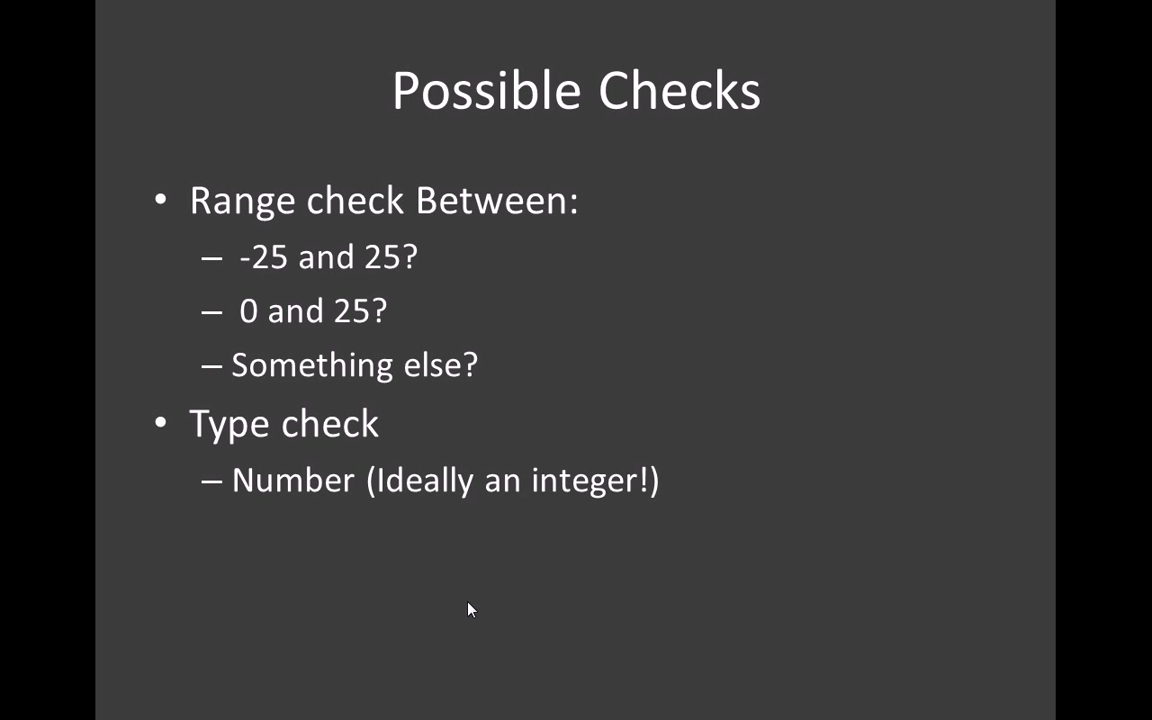 Possible Checks
• Range check Between:
– -25 and 25?
– 0 and 25?
– Something else?
• Type check
– Number (Ideally an integer!)